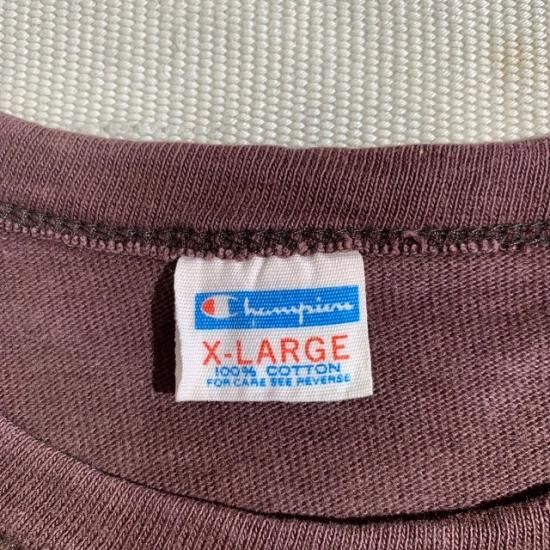 Champion
X-LARGE
100% COTTON
FOR CARE SEE REVERSE